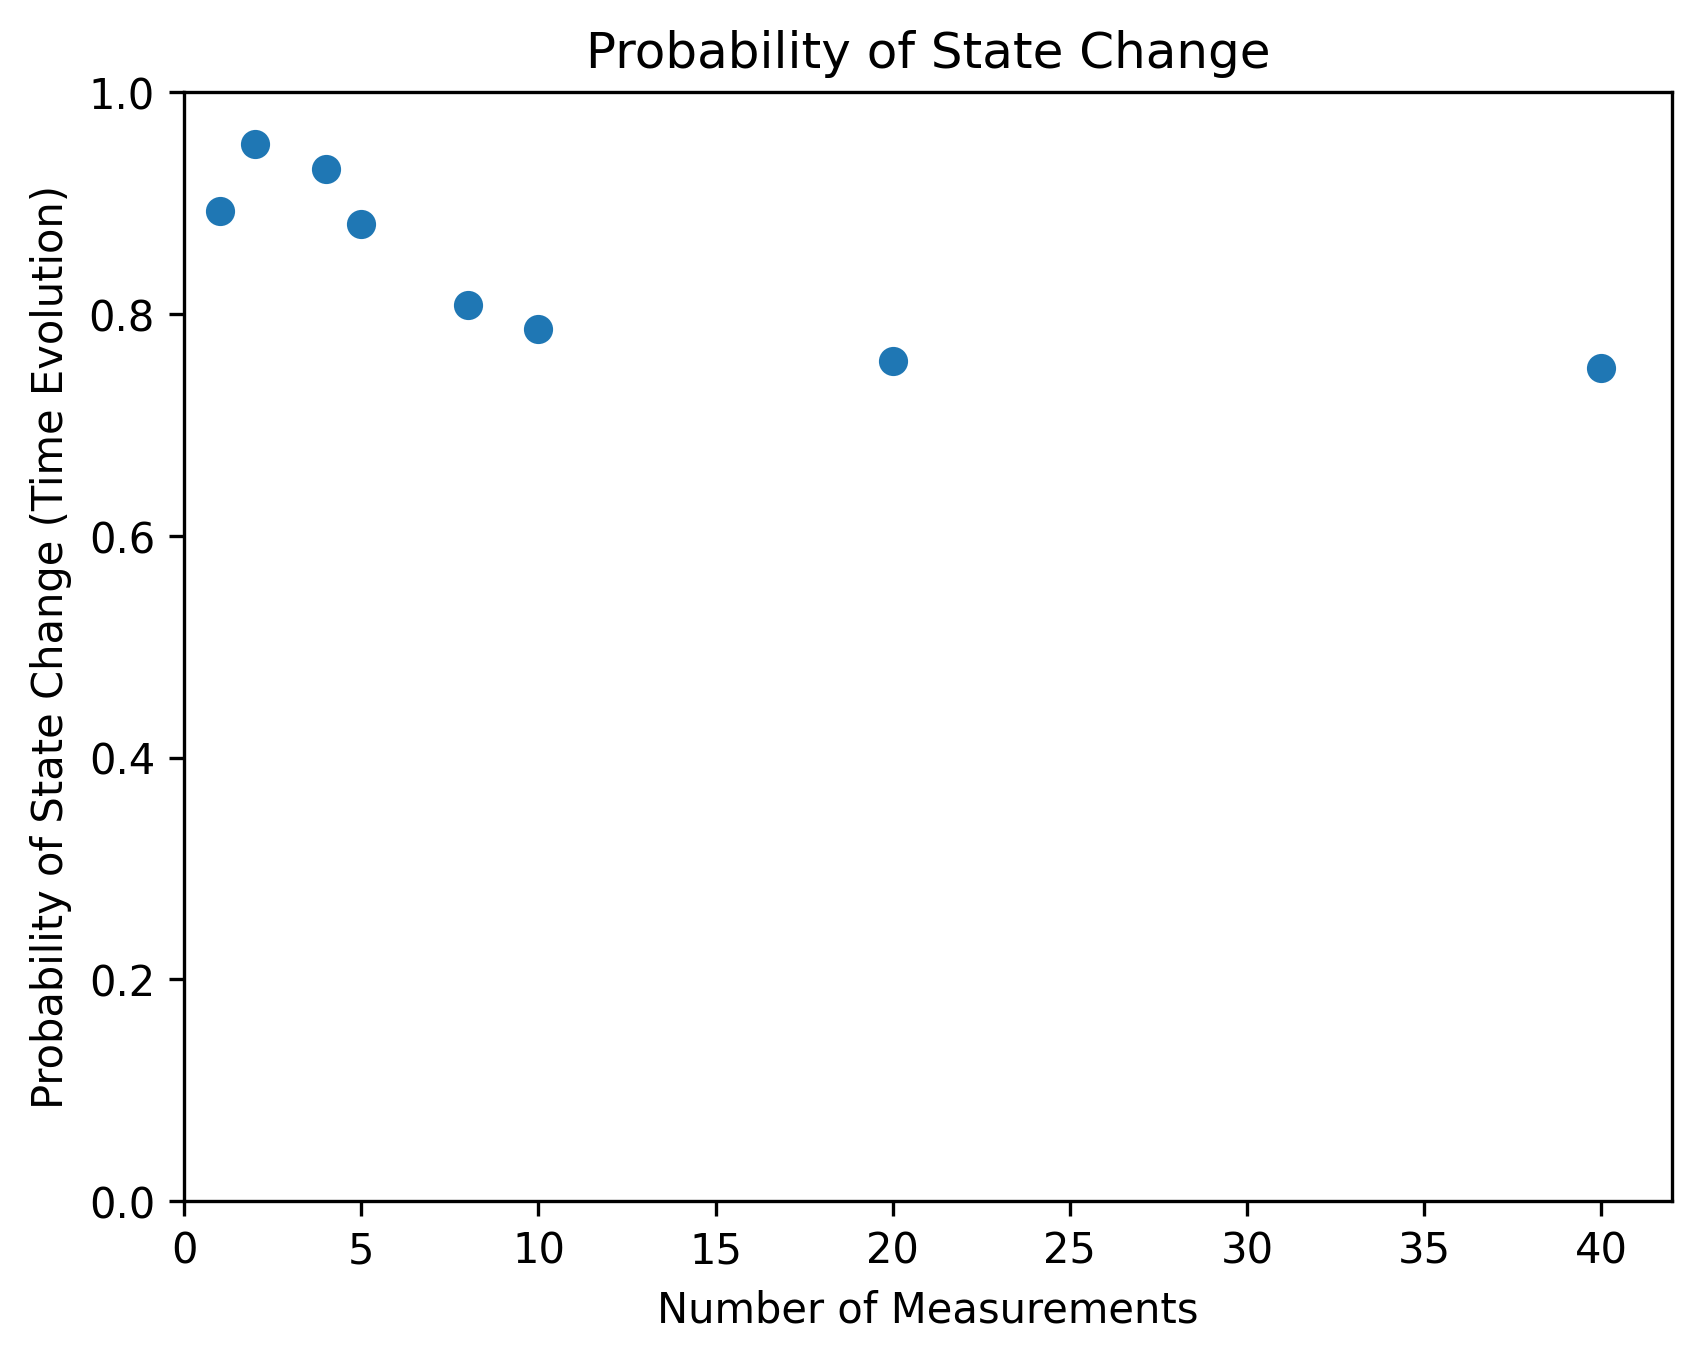 Probability of State Change
Probability of State Change (Time Evolution)
1.0
0.8
0.6
0.4
0.2
0.0
0 5 10 15 20 25 30 35 40
Number of Measurements